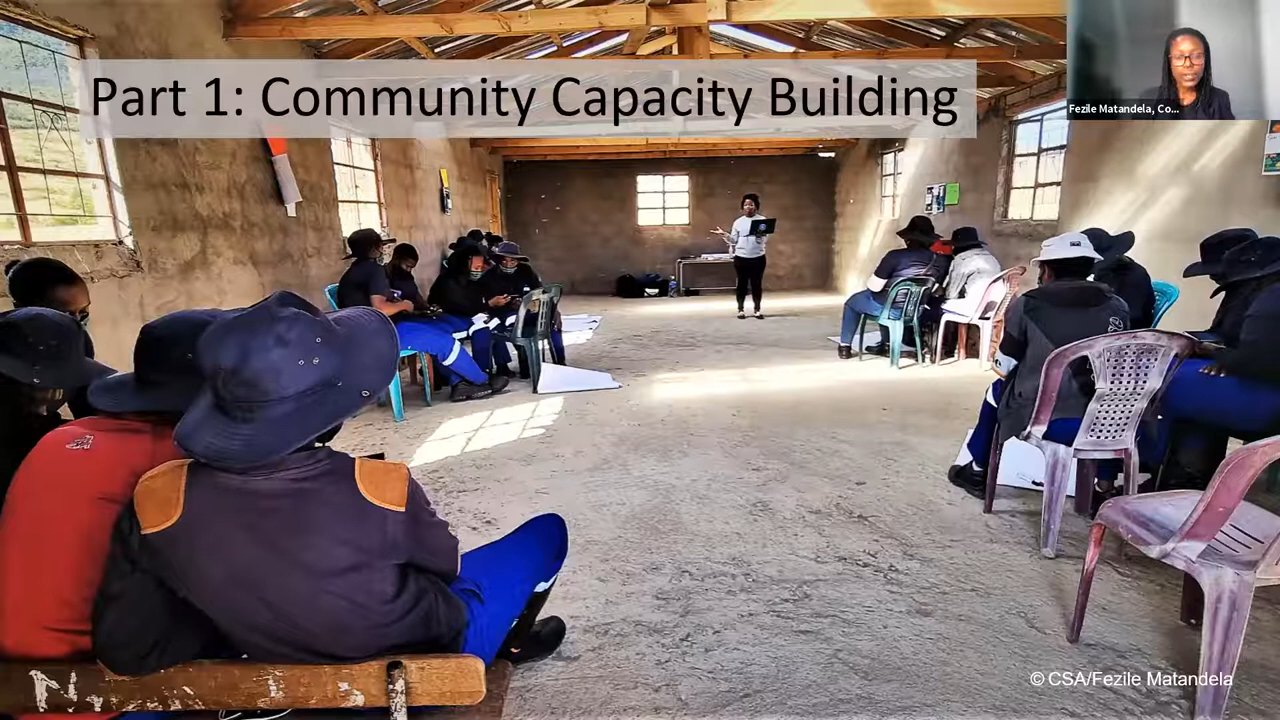 Part 1: Community Capacity Building
Fezile Matandela, Co...
© CSA/Fezile Matandela